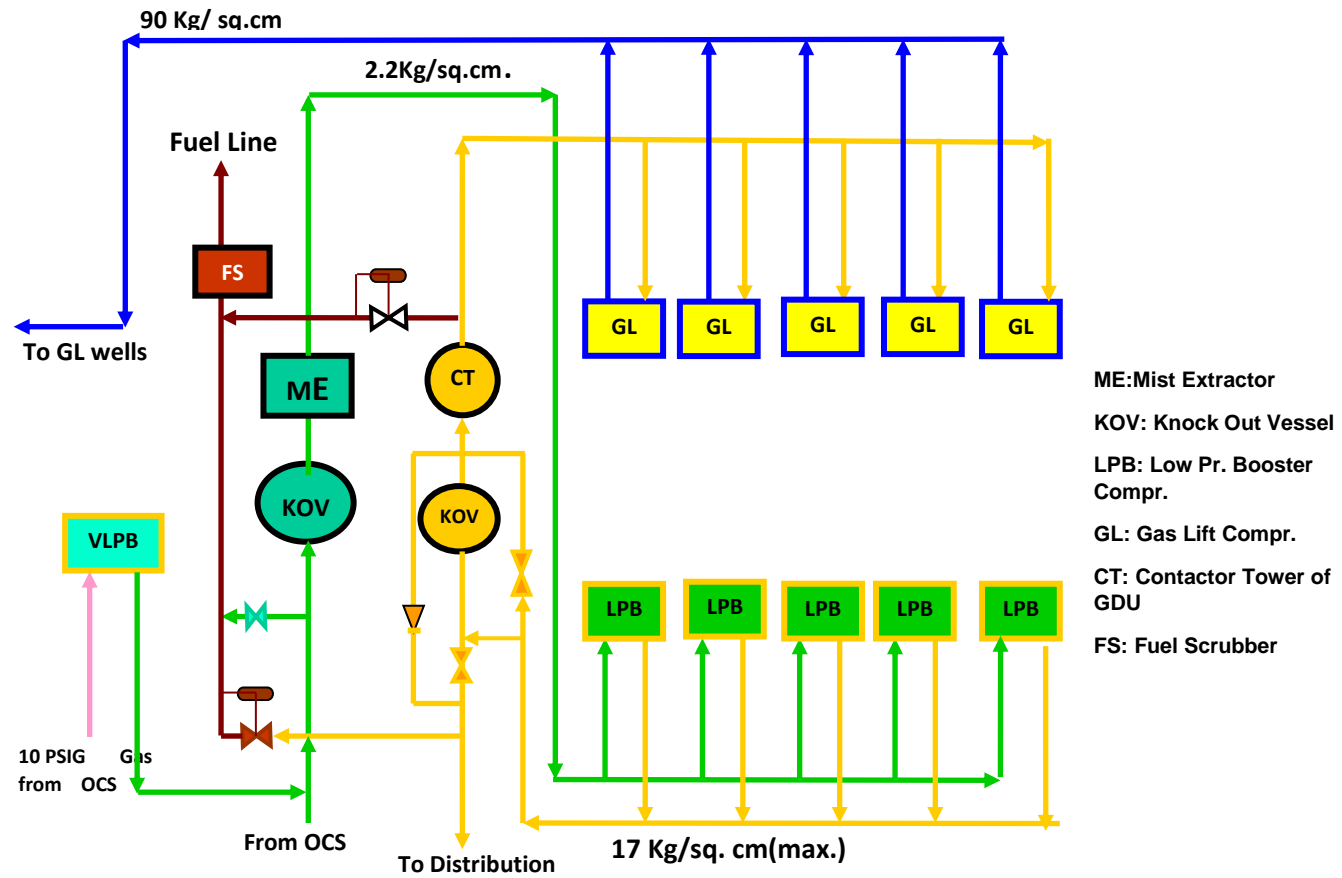 90 Kg/ sq.cm
2.2Kg/sq.cm.
Fuel Line
FS
GL
GL
GL
GL
GL
To GL wells
CT
ME
ME:Mist Extractor
KOV: Knock Out Vessel
LPB: Low Pr. Booster
Compr.
GL: Gas Lift Compr.
CT: Contactor Tower of
GDU
FS: Fuel Scrubber
KOV
KOV
VLPB
LPB
LPB
LPB
LPB
LPB
10 PSIG Gas
from OCS
From OCS
To Distribution
17 Kg/sq. cm(max.)